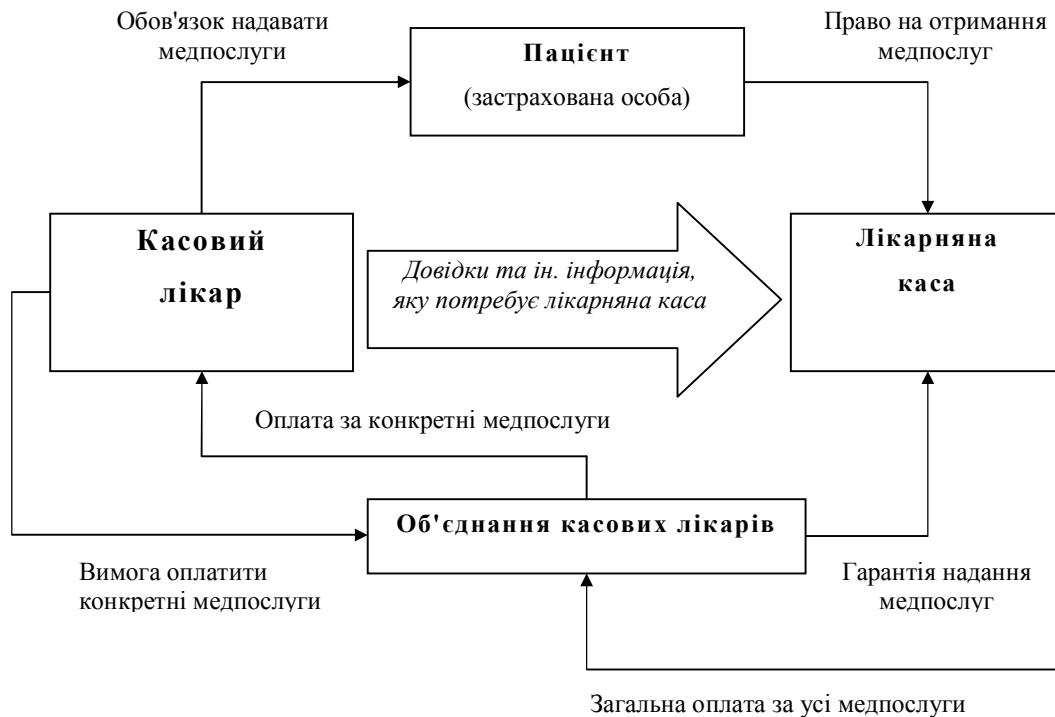 Обов'язок надавати
медпослуги
Пацієнт
(застрахована особа)
Право на отримання
медпослуг
Касовий
лікар
Довідки та ін. інформація,
яку потребує лікарняна каса
Лікарняна
каса
Оплата за конкретні медпослуги
Об'єднання касових лікарів
Вимога оплатити
конкретні медпослуги
Гарантія надання
медпослуг
Загальна оплата за усі медпослуги